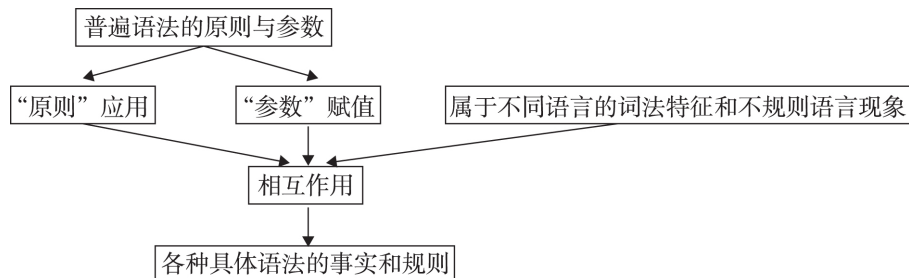 普遍语法的原则与参数
“原则”应用
“参数”赋值
属于不同语言的词法特征和不规则语言现象
相互作用
各种具体语法的事实和规则